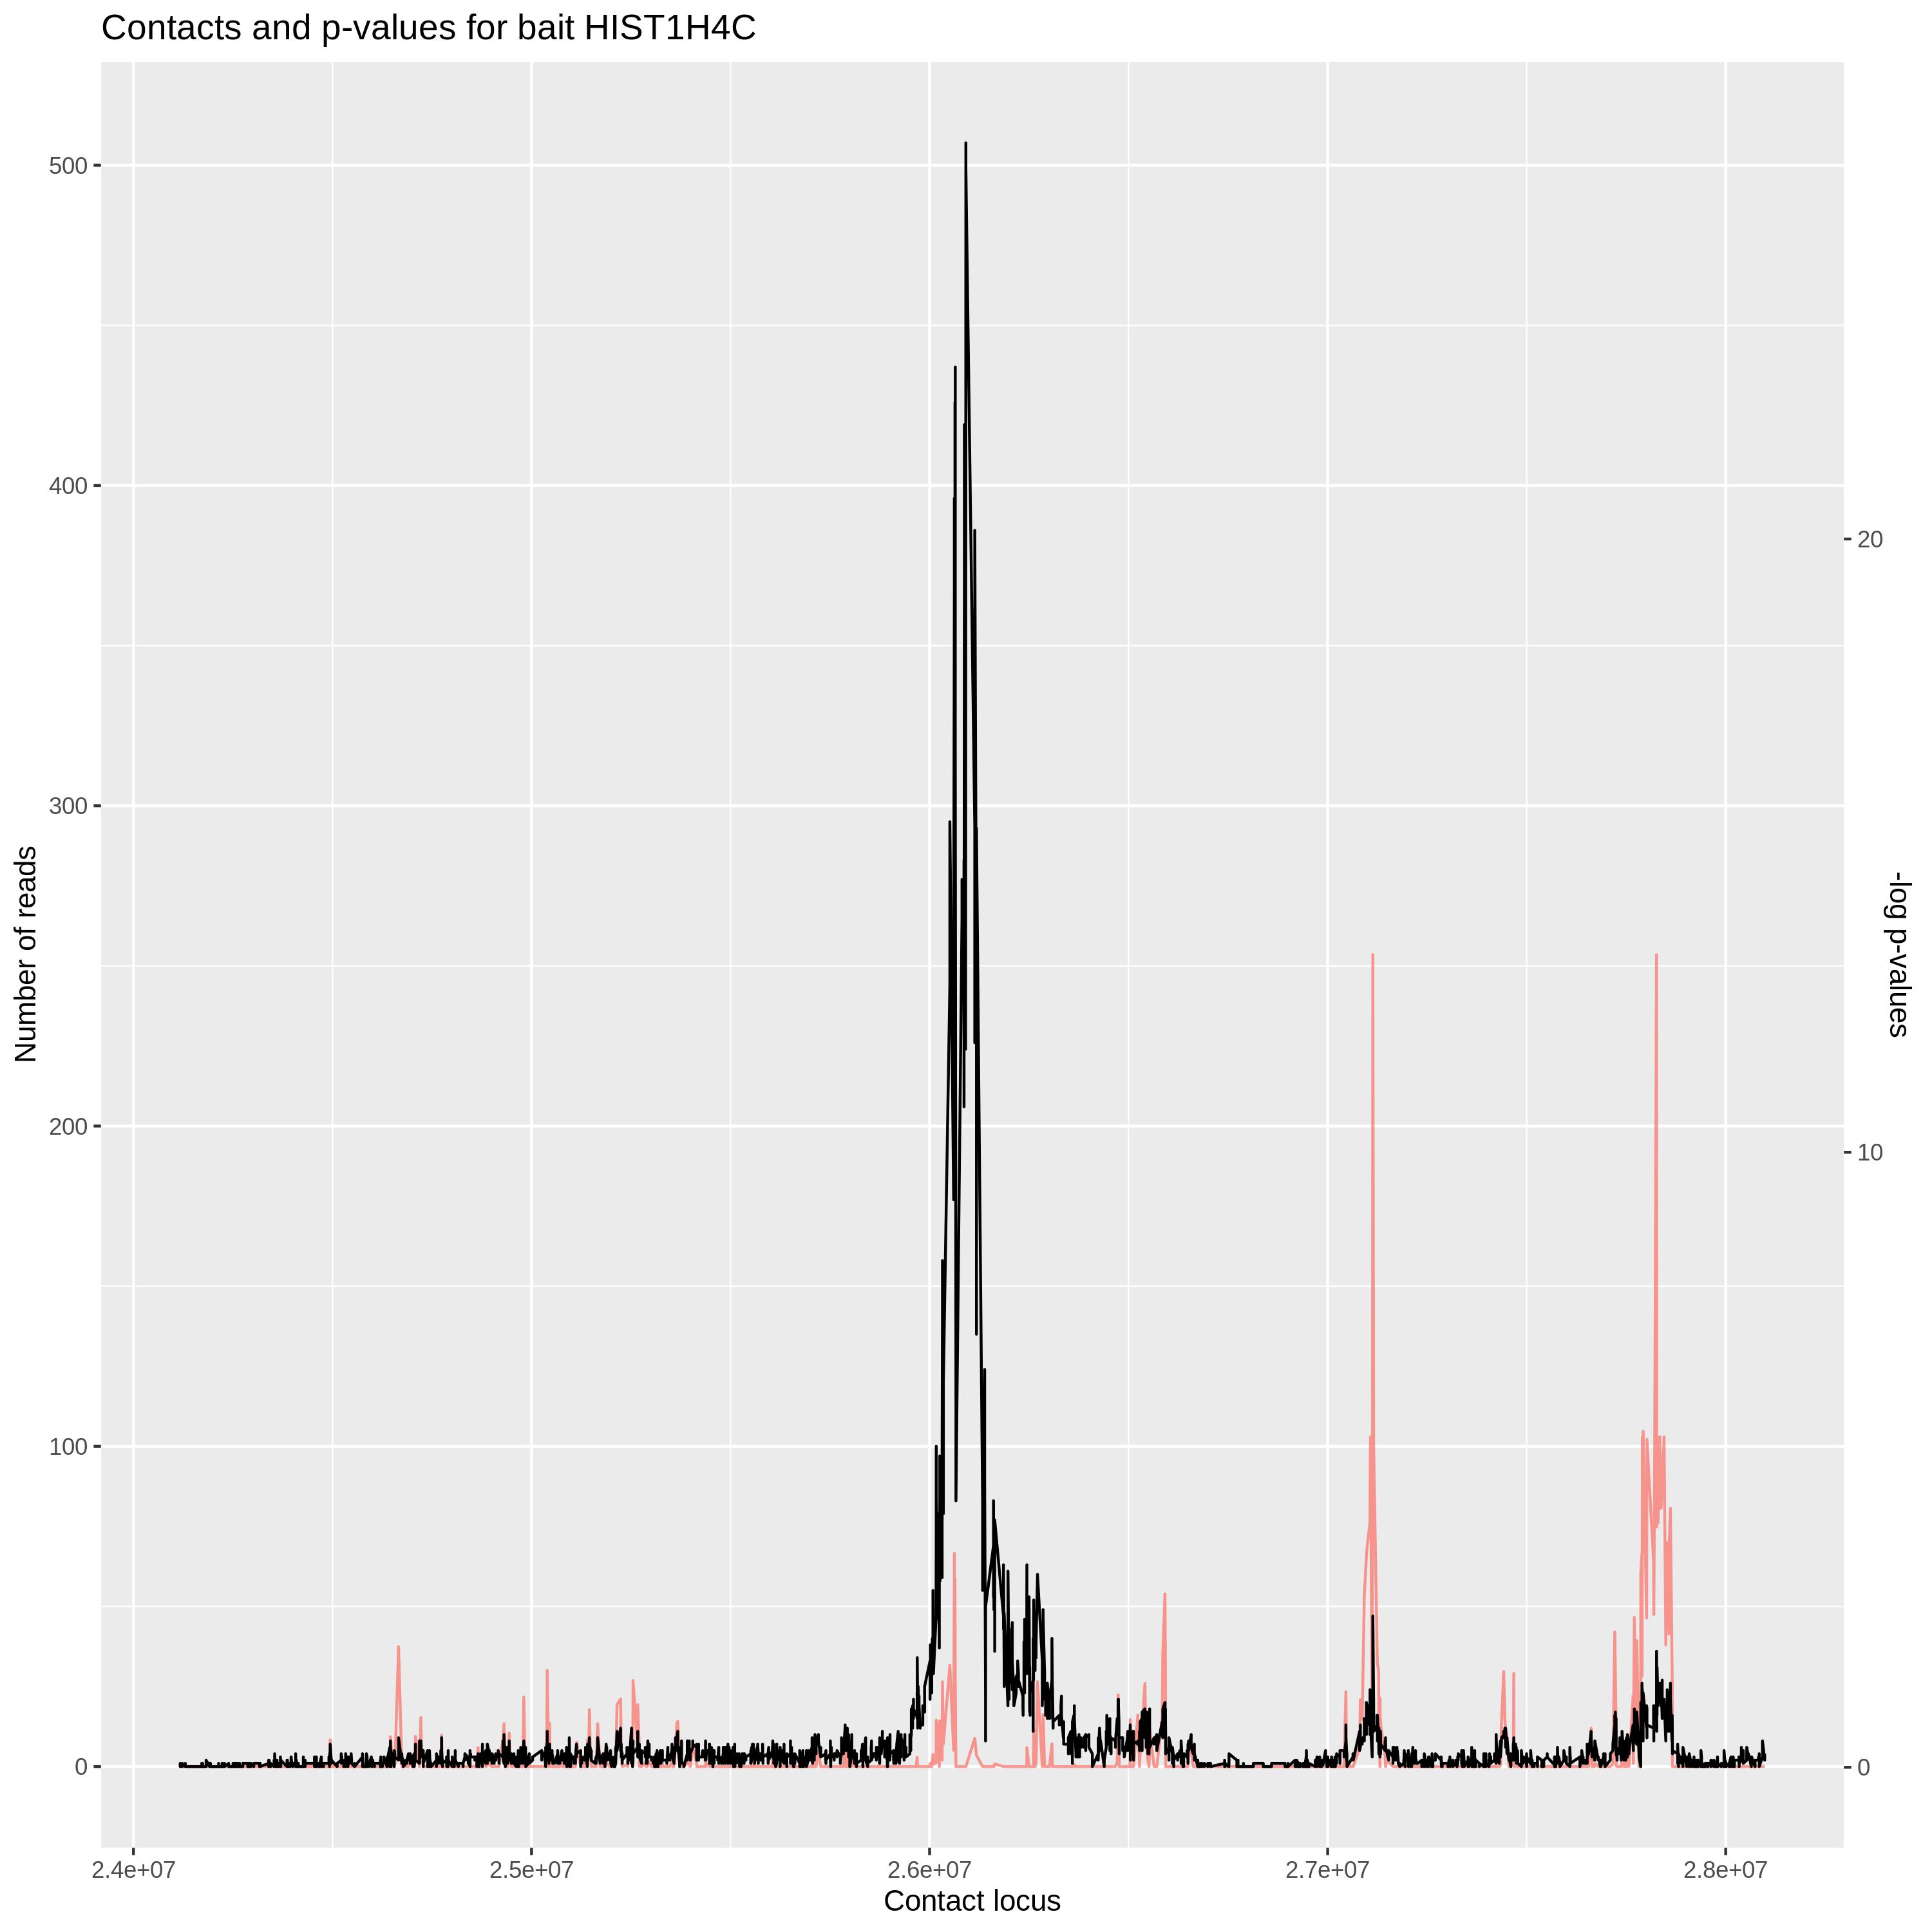 Contacts and p-values for bait HIST1H4C
500
400
300
200
100
0
Number of reads
20
10
0
-log p-values
2.4e+07
2.5e+07
2.6e+07
2.7e+07
2.8e+07
Contact locus